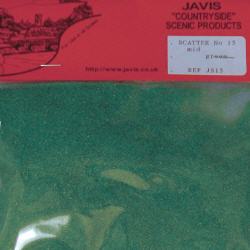 JAVIS
"COUNTRYSIDE"
SCENIC PRODUCTS
SCATTER No 15
mid
green
REF JS15
http://www.javis.co.uk